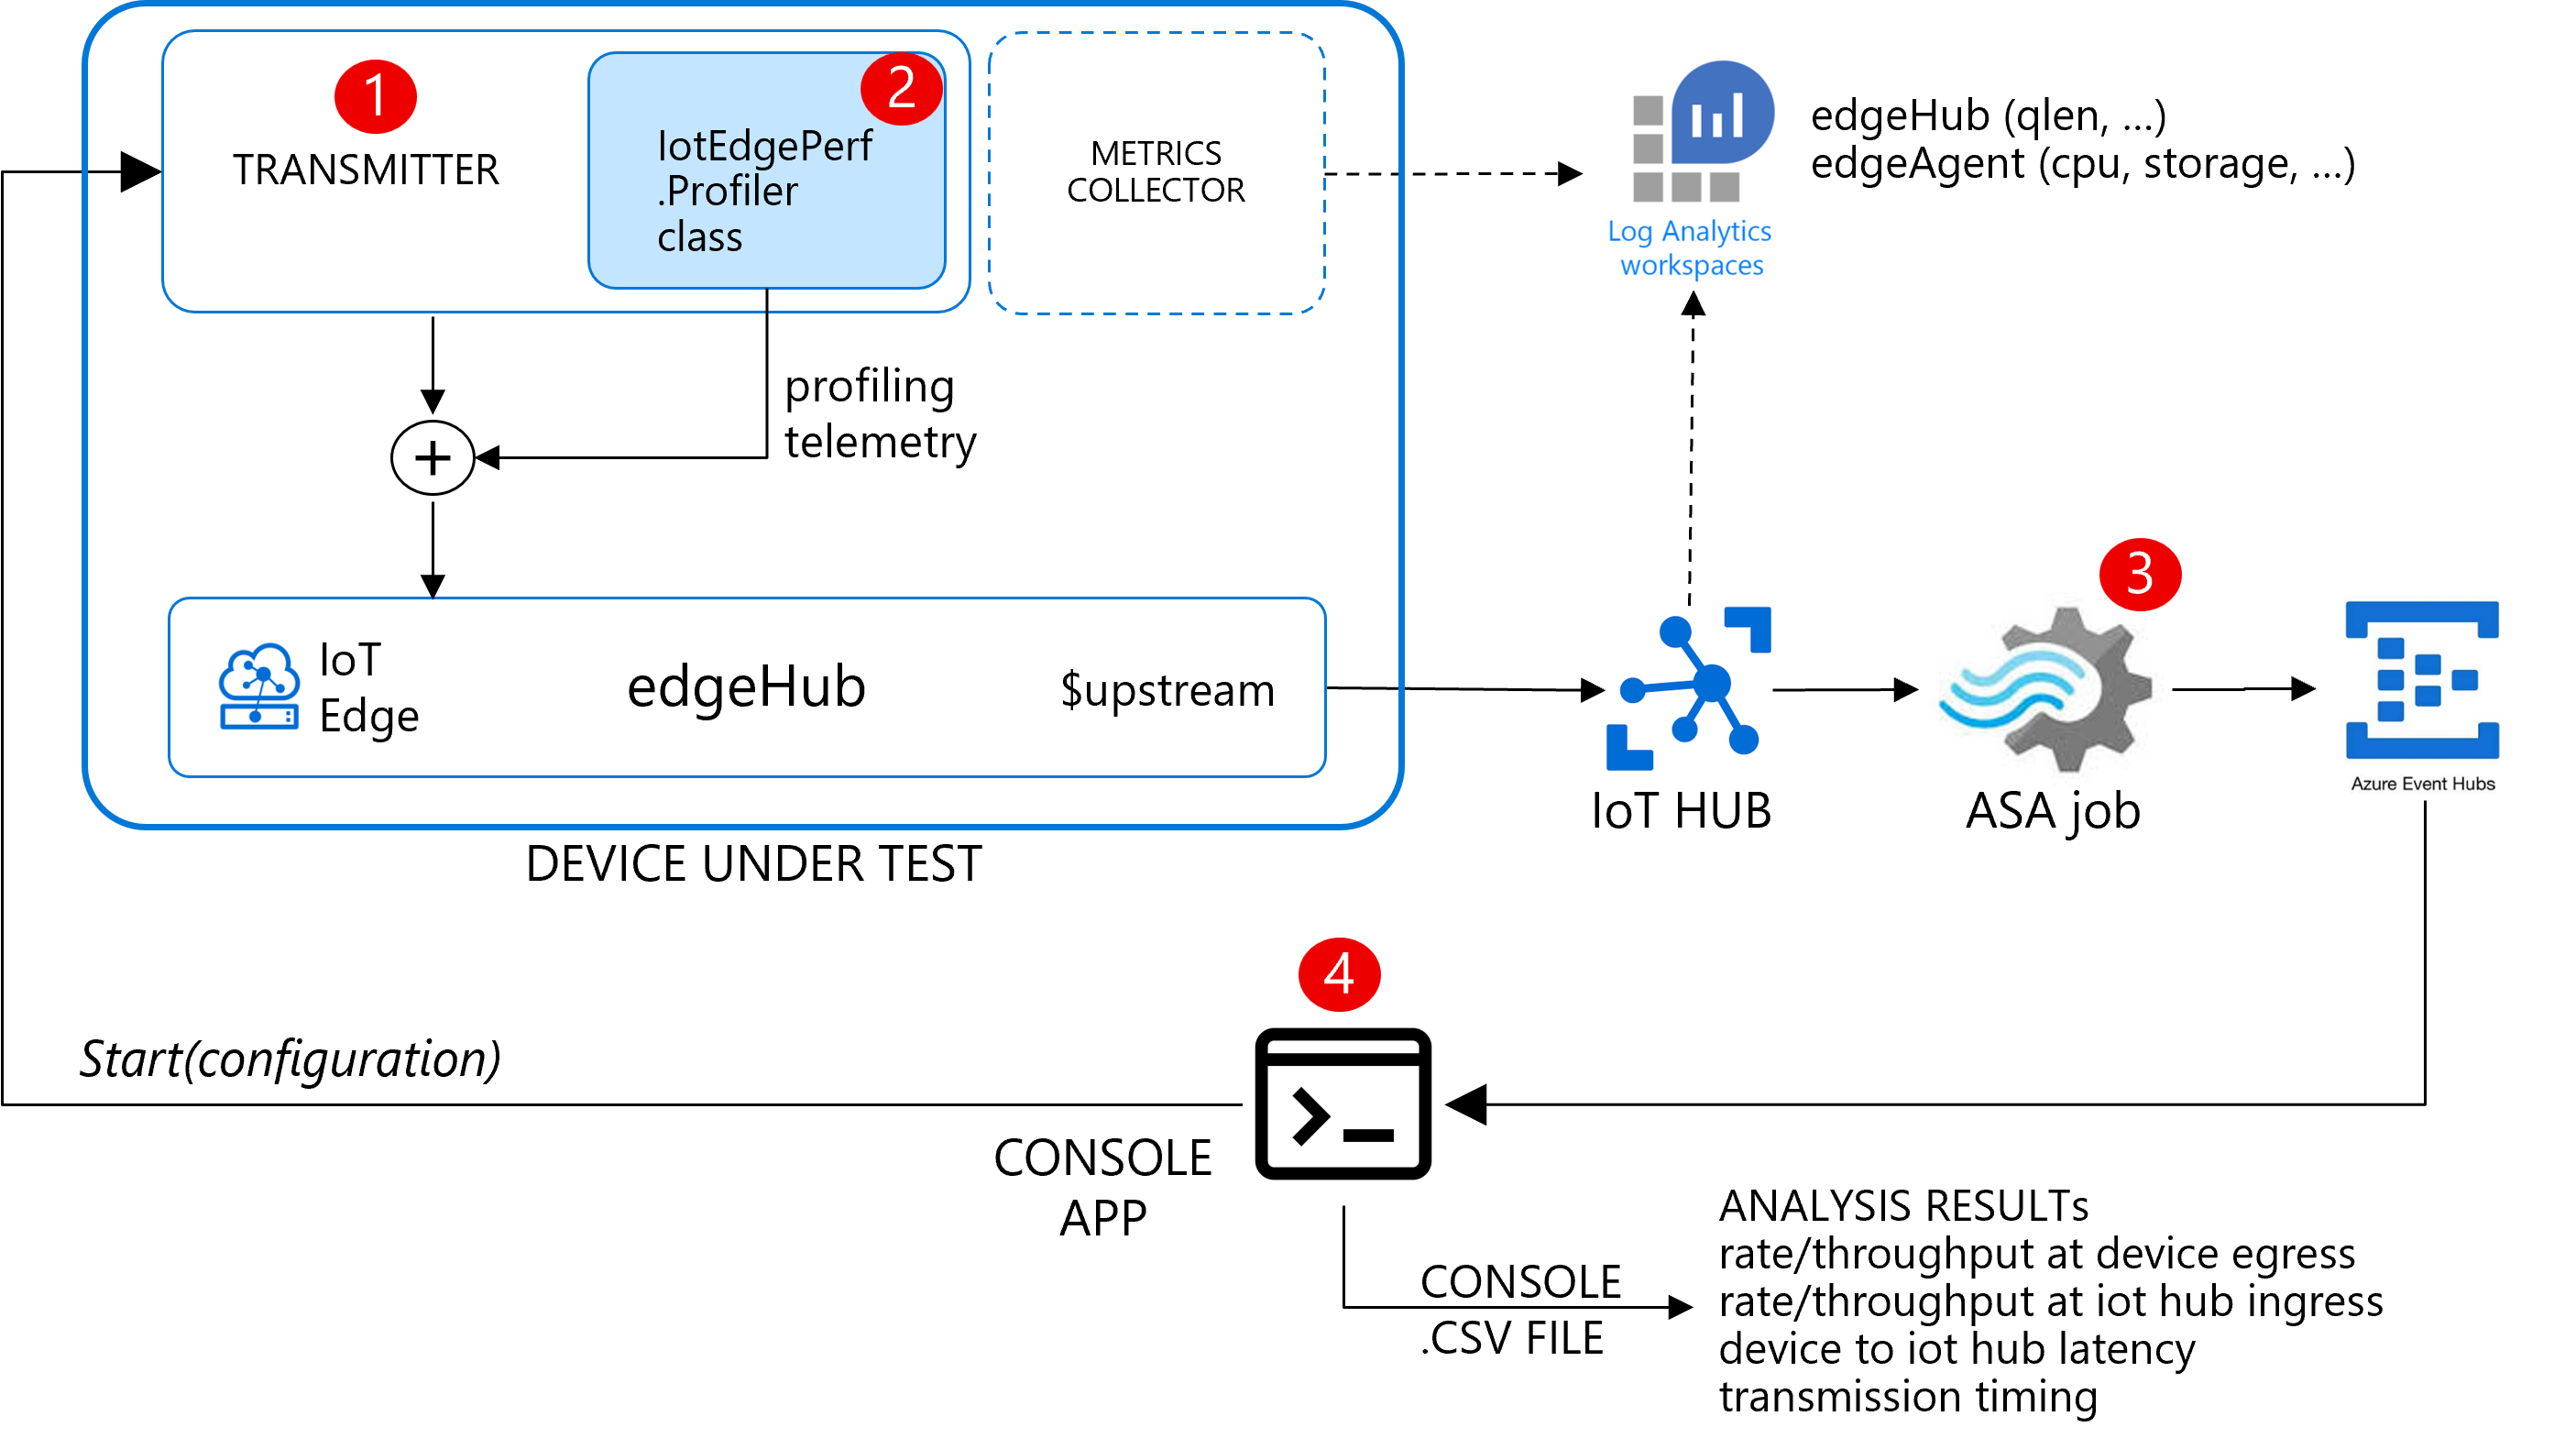 1
TRANSMITTER
2
IotEdgePerf
.Profiler
class
METRICS
COLLECTOR
edgeHub (qlen, ...)
edgeAgent (cpu, storage, ...)
Log Analytics
workspaces
profiling
telemetry
+
IoT
Edge
edgeHub
$upstream
DEVICE UNDER TEST
IoT HUB
3
ASA job
Azure Event Hubs
4
Start(configuration)
CONSOLE
APP
CONSOLE
.CSV FILE
ANALYSIS RESULTs
rate/throughput at device egress
rate/throughput at iot hub ingress
device to iot hub latency
transmission timing